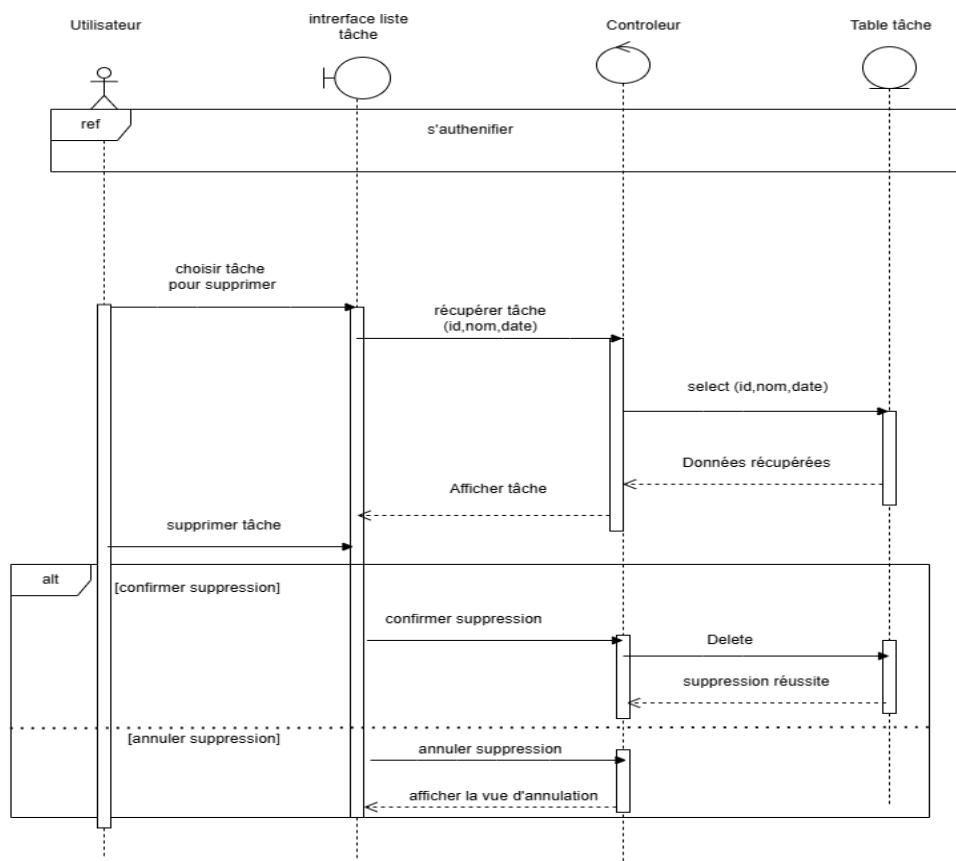 Utilisateur
intrerface liste
tâche
Controleur
Table tâche
ref
s'authenifier
choisir tâche
pour supprimer
récupérer tâche
(id,nom,date)
select (id,nom,date)
Données récupérées
Afficher tâche
supprimer tâche
alt
[confirmer suppression]
confirmer suppression
Delete
suppression réussite
[annuler suppression]
annuler suppression
afficher la vue d'annulation